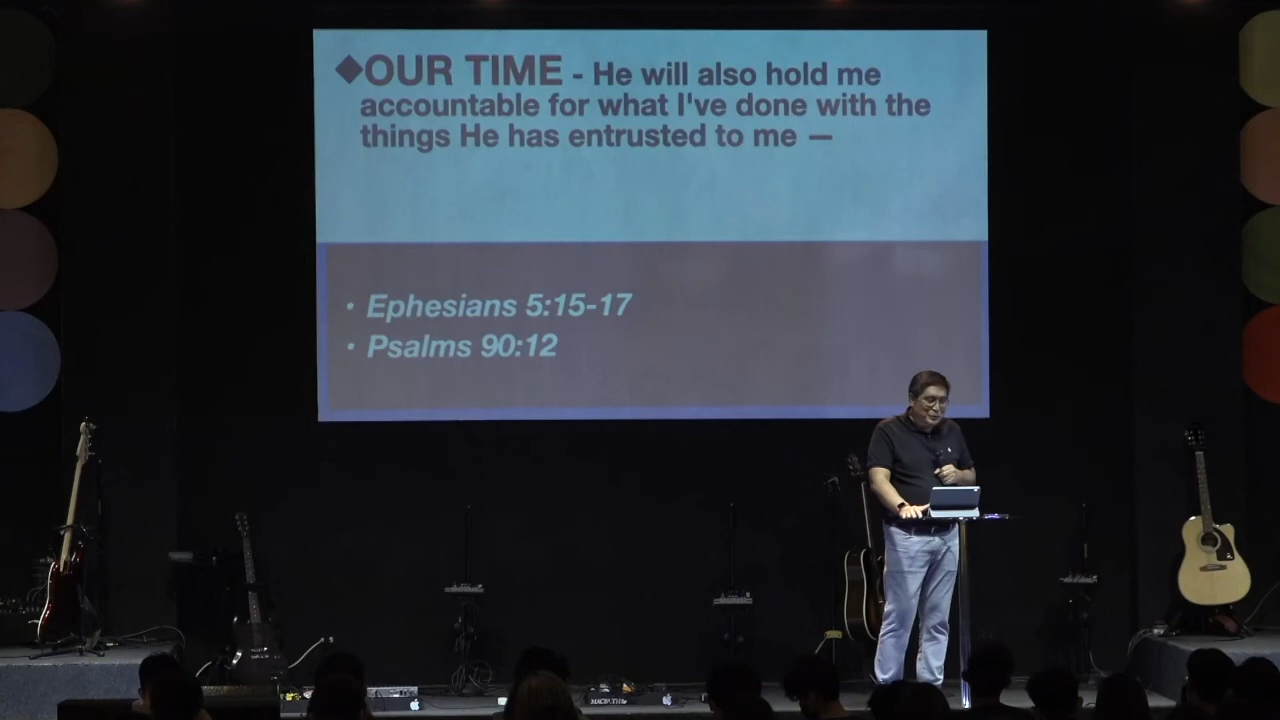 ◆OUR TIME - He will also hold me
accountable for what I've done with the
things He has entrusted to me —
• Ephesians 5:15-17
• Psalms 90:12